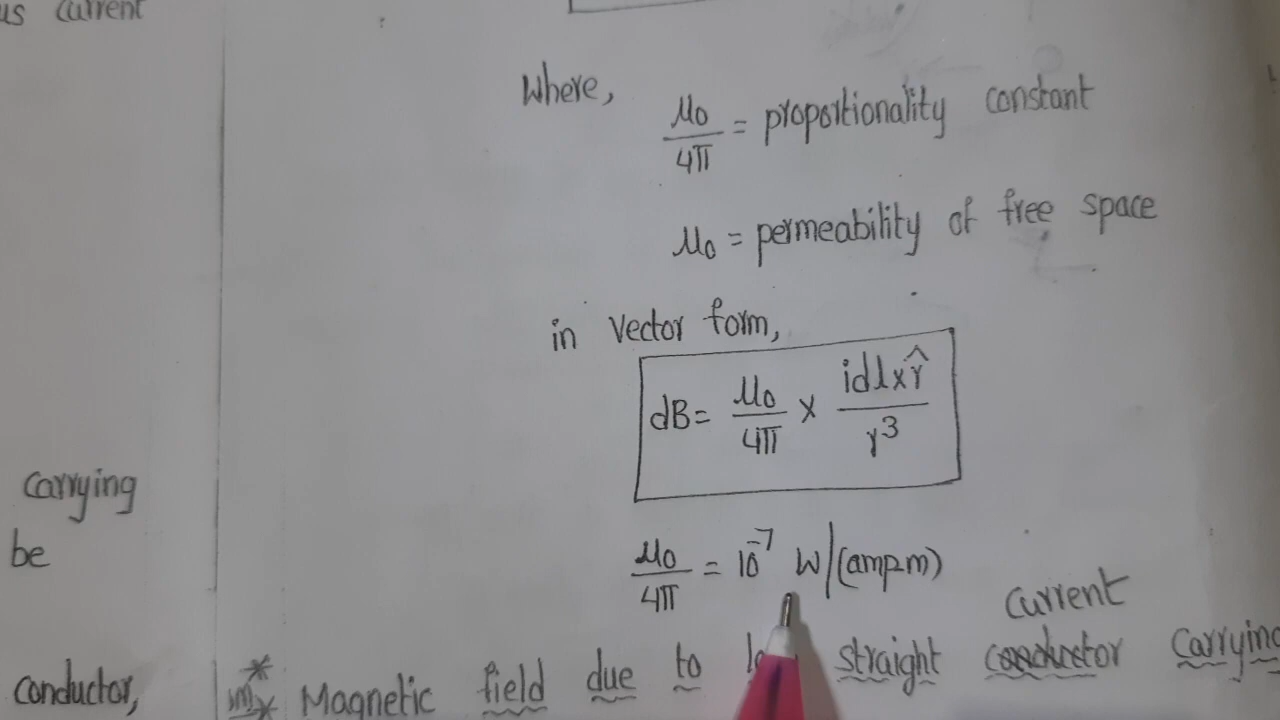 us current
Where,
μ0/4π = proportionality constant
μ0 = permeability of free space
in Vector form,
dB = μ0/4π × idl×r̂/r³
carrying
be
μ0/4π = 10⁻⁷ W/(amp-m)
current
conductor,
Magnetic field due to straight conductor carrying